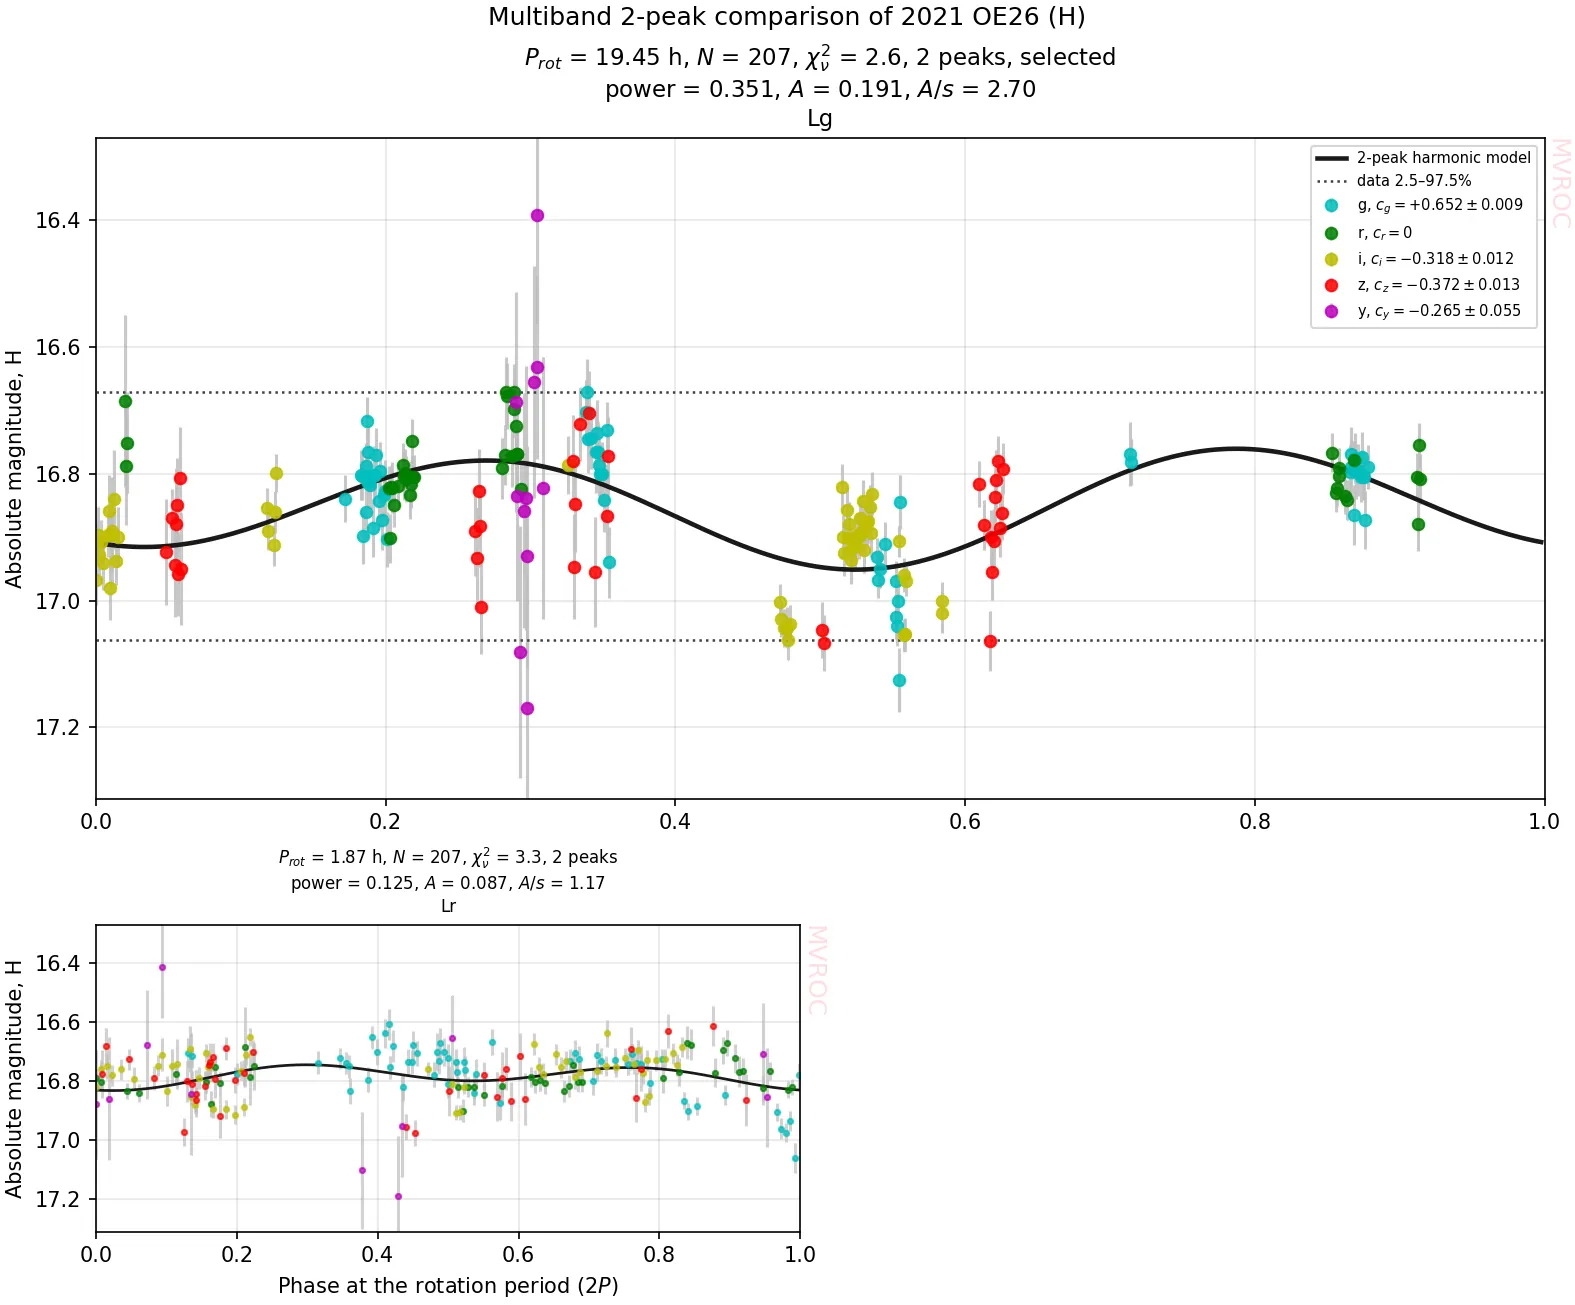 Multiband 2-peak comparison of 2021 OE26 (H)
P_rot = 19.45 h, N = 207, χ²_ν = 2.6, 2 peaks, selected
power = 0.351, A = 0.191, A/s = 2.70
Lg
MVROC
2-peak harmonic model
data 2.5–97.5%
g, c_g = +0.652 ± 0.009
r, c_r = 0
i, c_i = −0.318 ± 0.012
z, c_z = −0.372 ± 0.013
y, c_y = −0.265 ± 0.055
Absolute magnitude, H
16.4
16.6
16.8
17.0
17.2
0.0 0.2 0.4 0.6 0.8 1.0
P_rot = 1.87 h, N = 207, χ²_ν = 3.3, 2 peaks
power = 0.125, A = 0.087, A/s = 1.17
Lr
MVROC
Absolute magnitude, H
16.4
16.6
16.8
17.0
17.2
0.0 0.2 0.4 0.6 0.8 1.0
Phase at the rotation period (2P)